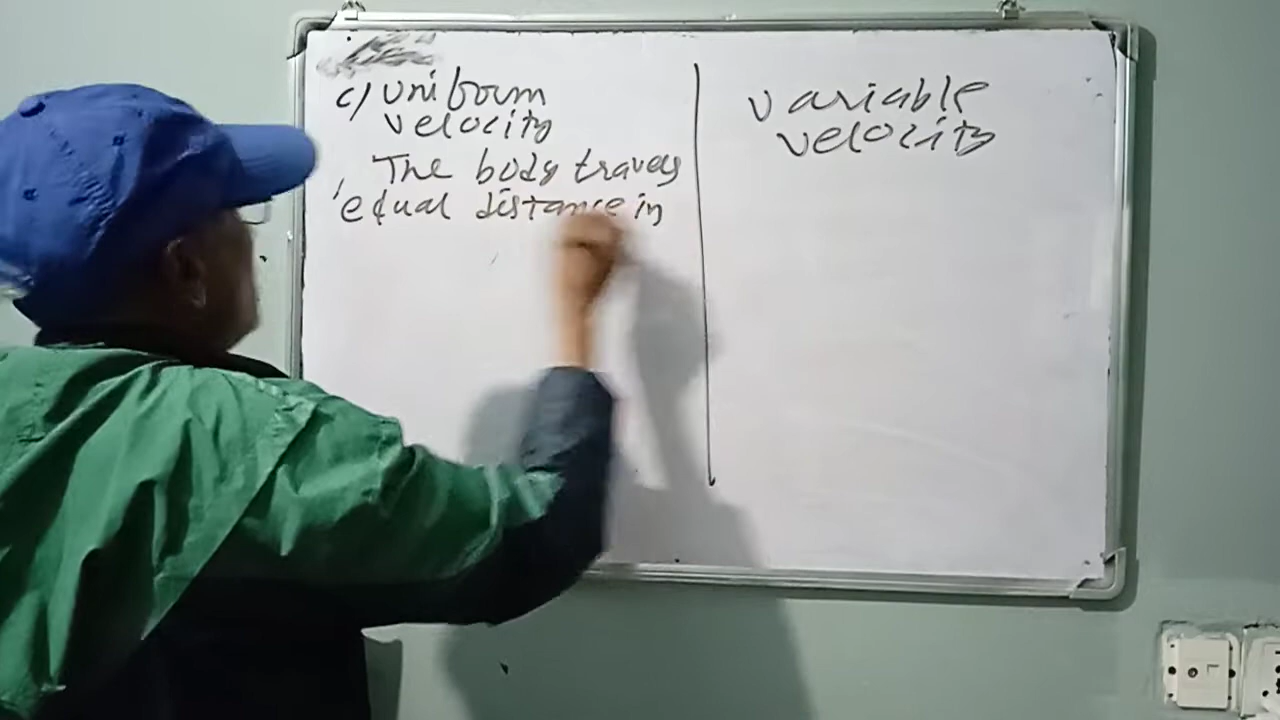 c) uniform
velocity
The body travels
equal distance in
variable
velocity